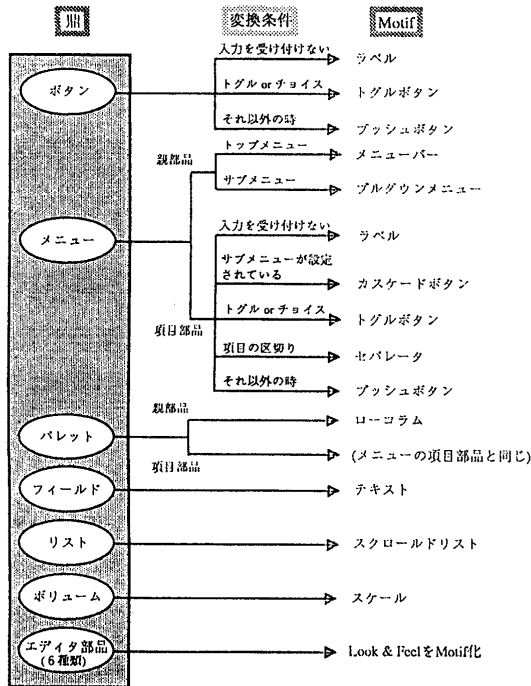 変換条件
Motif
ボタン
入力を受け付けない
ラベル
トグル or チョイス
トグルボタン
それ以外の時
プッシュボタン
メニュー
親部品
トップメニュー
メニューバー
サブメニュー
プルダウンメニュー
項目部品
入力を受け付けない
ラベル
サブメニューが設定
されている
カスケードボタン
トグル or チョイス
トグルボタン
項目の区切り
セパレータ
それ以外の時
プッシュボタン
パレット
親部品
ローコラム
項目部品
(メニューの項目部品と同じ)
フィールド
テキスト
リスト
スクロールドリスト
ボリューム
スケール
エディタ部品
(6種類)
Look & FeelをMotif化